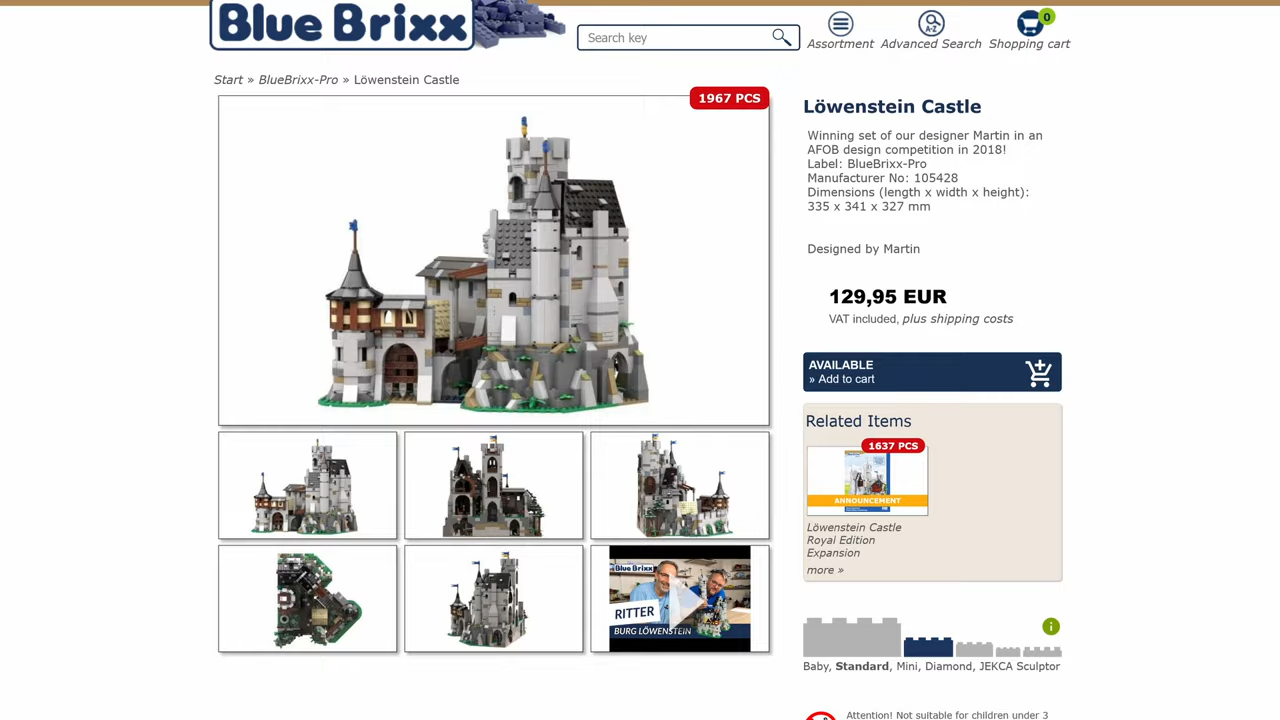 Blue Brixx
Search key
Assortment
A-Z
Advanced Search
0
Shopping cart
Start » BlueBrixx-Pro » Löwenstein Castle
1967 PCS
Löwenstein Castle
Winning set of our designer Martin in an
AFOB design competition in 2018!
Label: BlueBrixx-Pro
Manufacturer No: 105428
Dimensions (length x width x height):
335 x 341 x 327 mm
Designed by Martin
129,95 EUR
VAT included, plus shipping costs
AVAILABLE
» Add to cart
Related Items
1637 PCS
ANNOUNCEMENT
Löwenstein Castle
Royal Edition
Expansion
more »
Blue Brixx
RITTER
BURG LÖWENSTEIN
i
Baby, Standard, Mini, Diamond, JEKCA Sculptor
Attention! Not suitable for children under 3